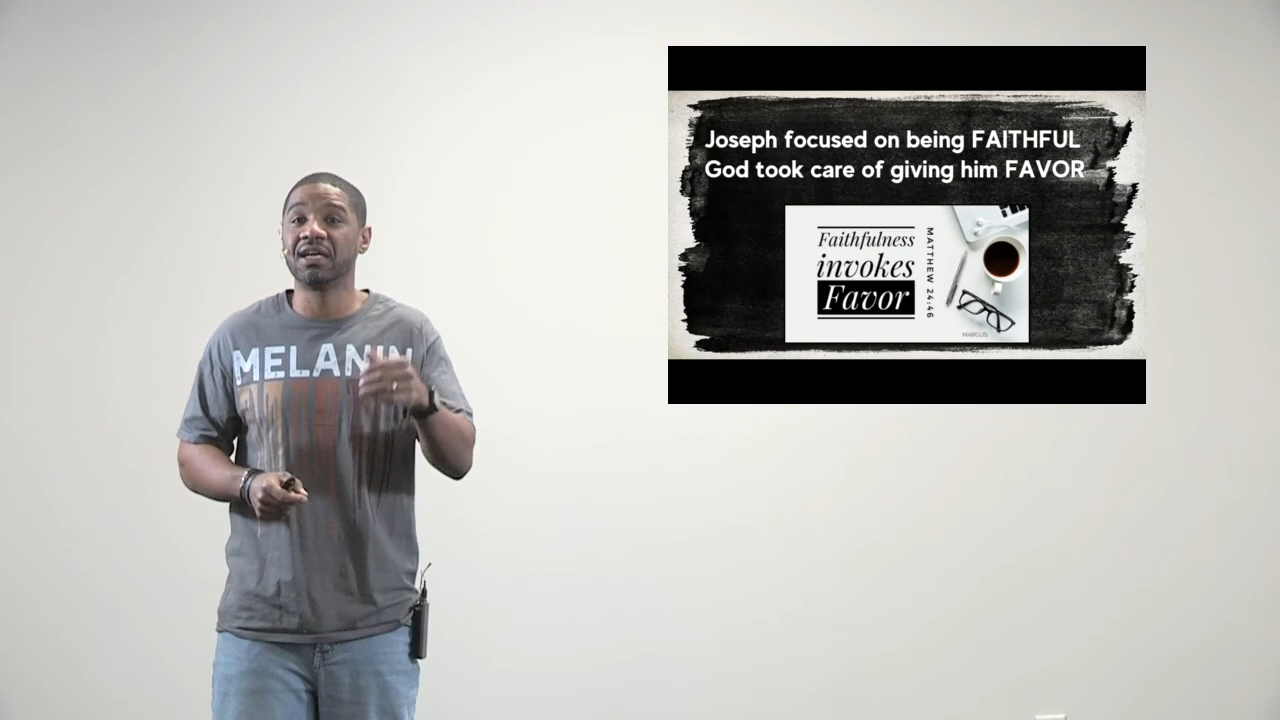 MELANIN
Joseph focused on being FAITHFUL
God took care of giving him FAVOR
Faithfulness
invokes
Favor
MATTHEW 24:46
MARCUS